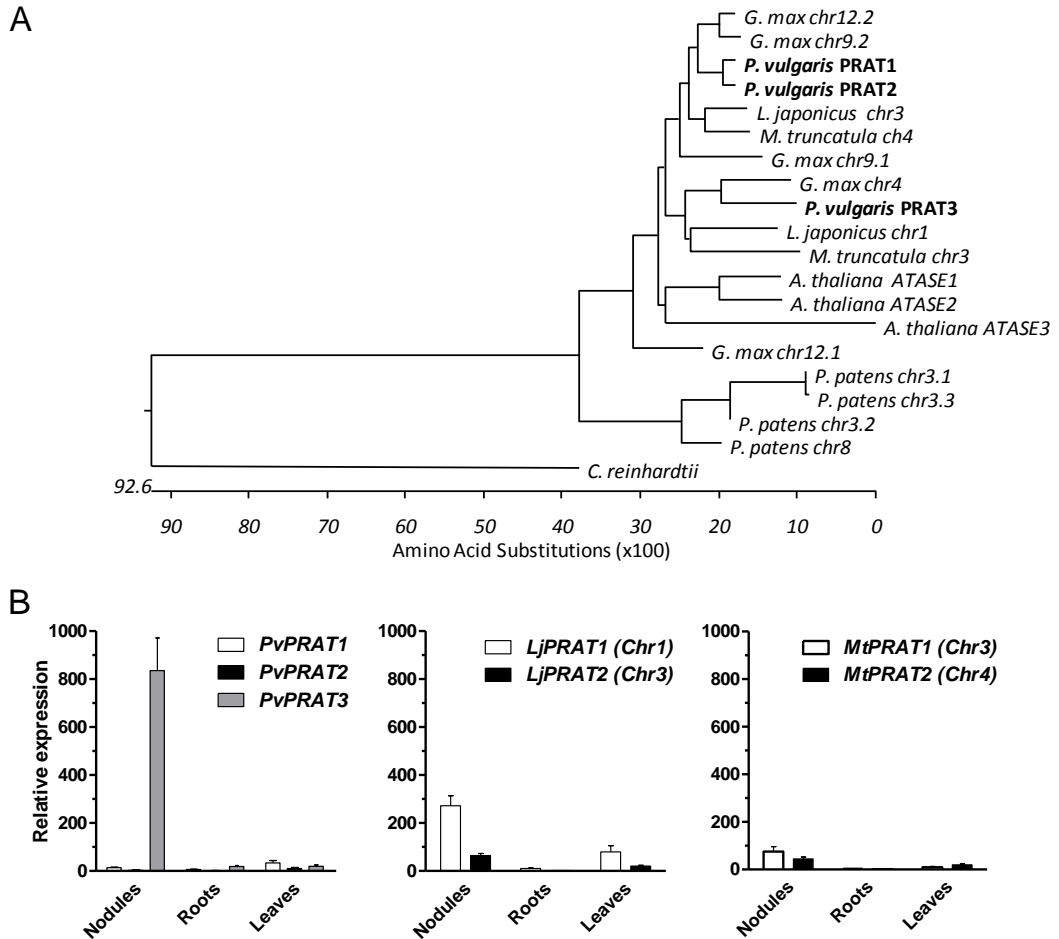 A
G. max chr12.2
G. max chr9.2
P. vulgaris PRAT1
P. vulgaris PRAT2
L. japonicus chr3
M. truncatula ch4
G. max chr9.1
G. max chr4
P. vulgaris PRAT3
L. japonicus chr1
M. truncatula chr3
A. thaliana ATASE1
A. thaliana ATASE2
A. thaliana ATASE3
G. max chr12.1
P. patens chr3.1
P. patens chr3.3
P. patens chr3.2
P. patens chr8
C. reinhardtii
92.6
90 80 70 60 50 40 30 20 10 0
Amino Acid Substitutions (x100)
B
Relative expression
1000
800
600
400
200
0
PvPRAT1
PvPRAT2
PvPRAT3
Nodules Roots Leaves
1000
800
600
400
200
0
LjPRAT1 (Chr1)
LjPRAT2 (Chr3)
Nodules Roots Leaves
1000
800
600
400
200
0
MtPRAT1 (Chr3)
MtPRAT2 (Chr4)
Nodules Roots Leaves